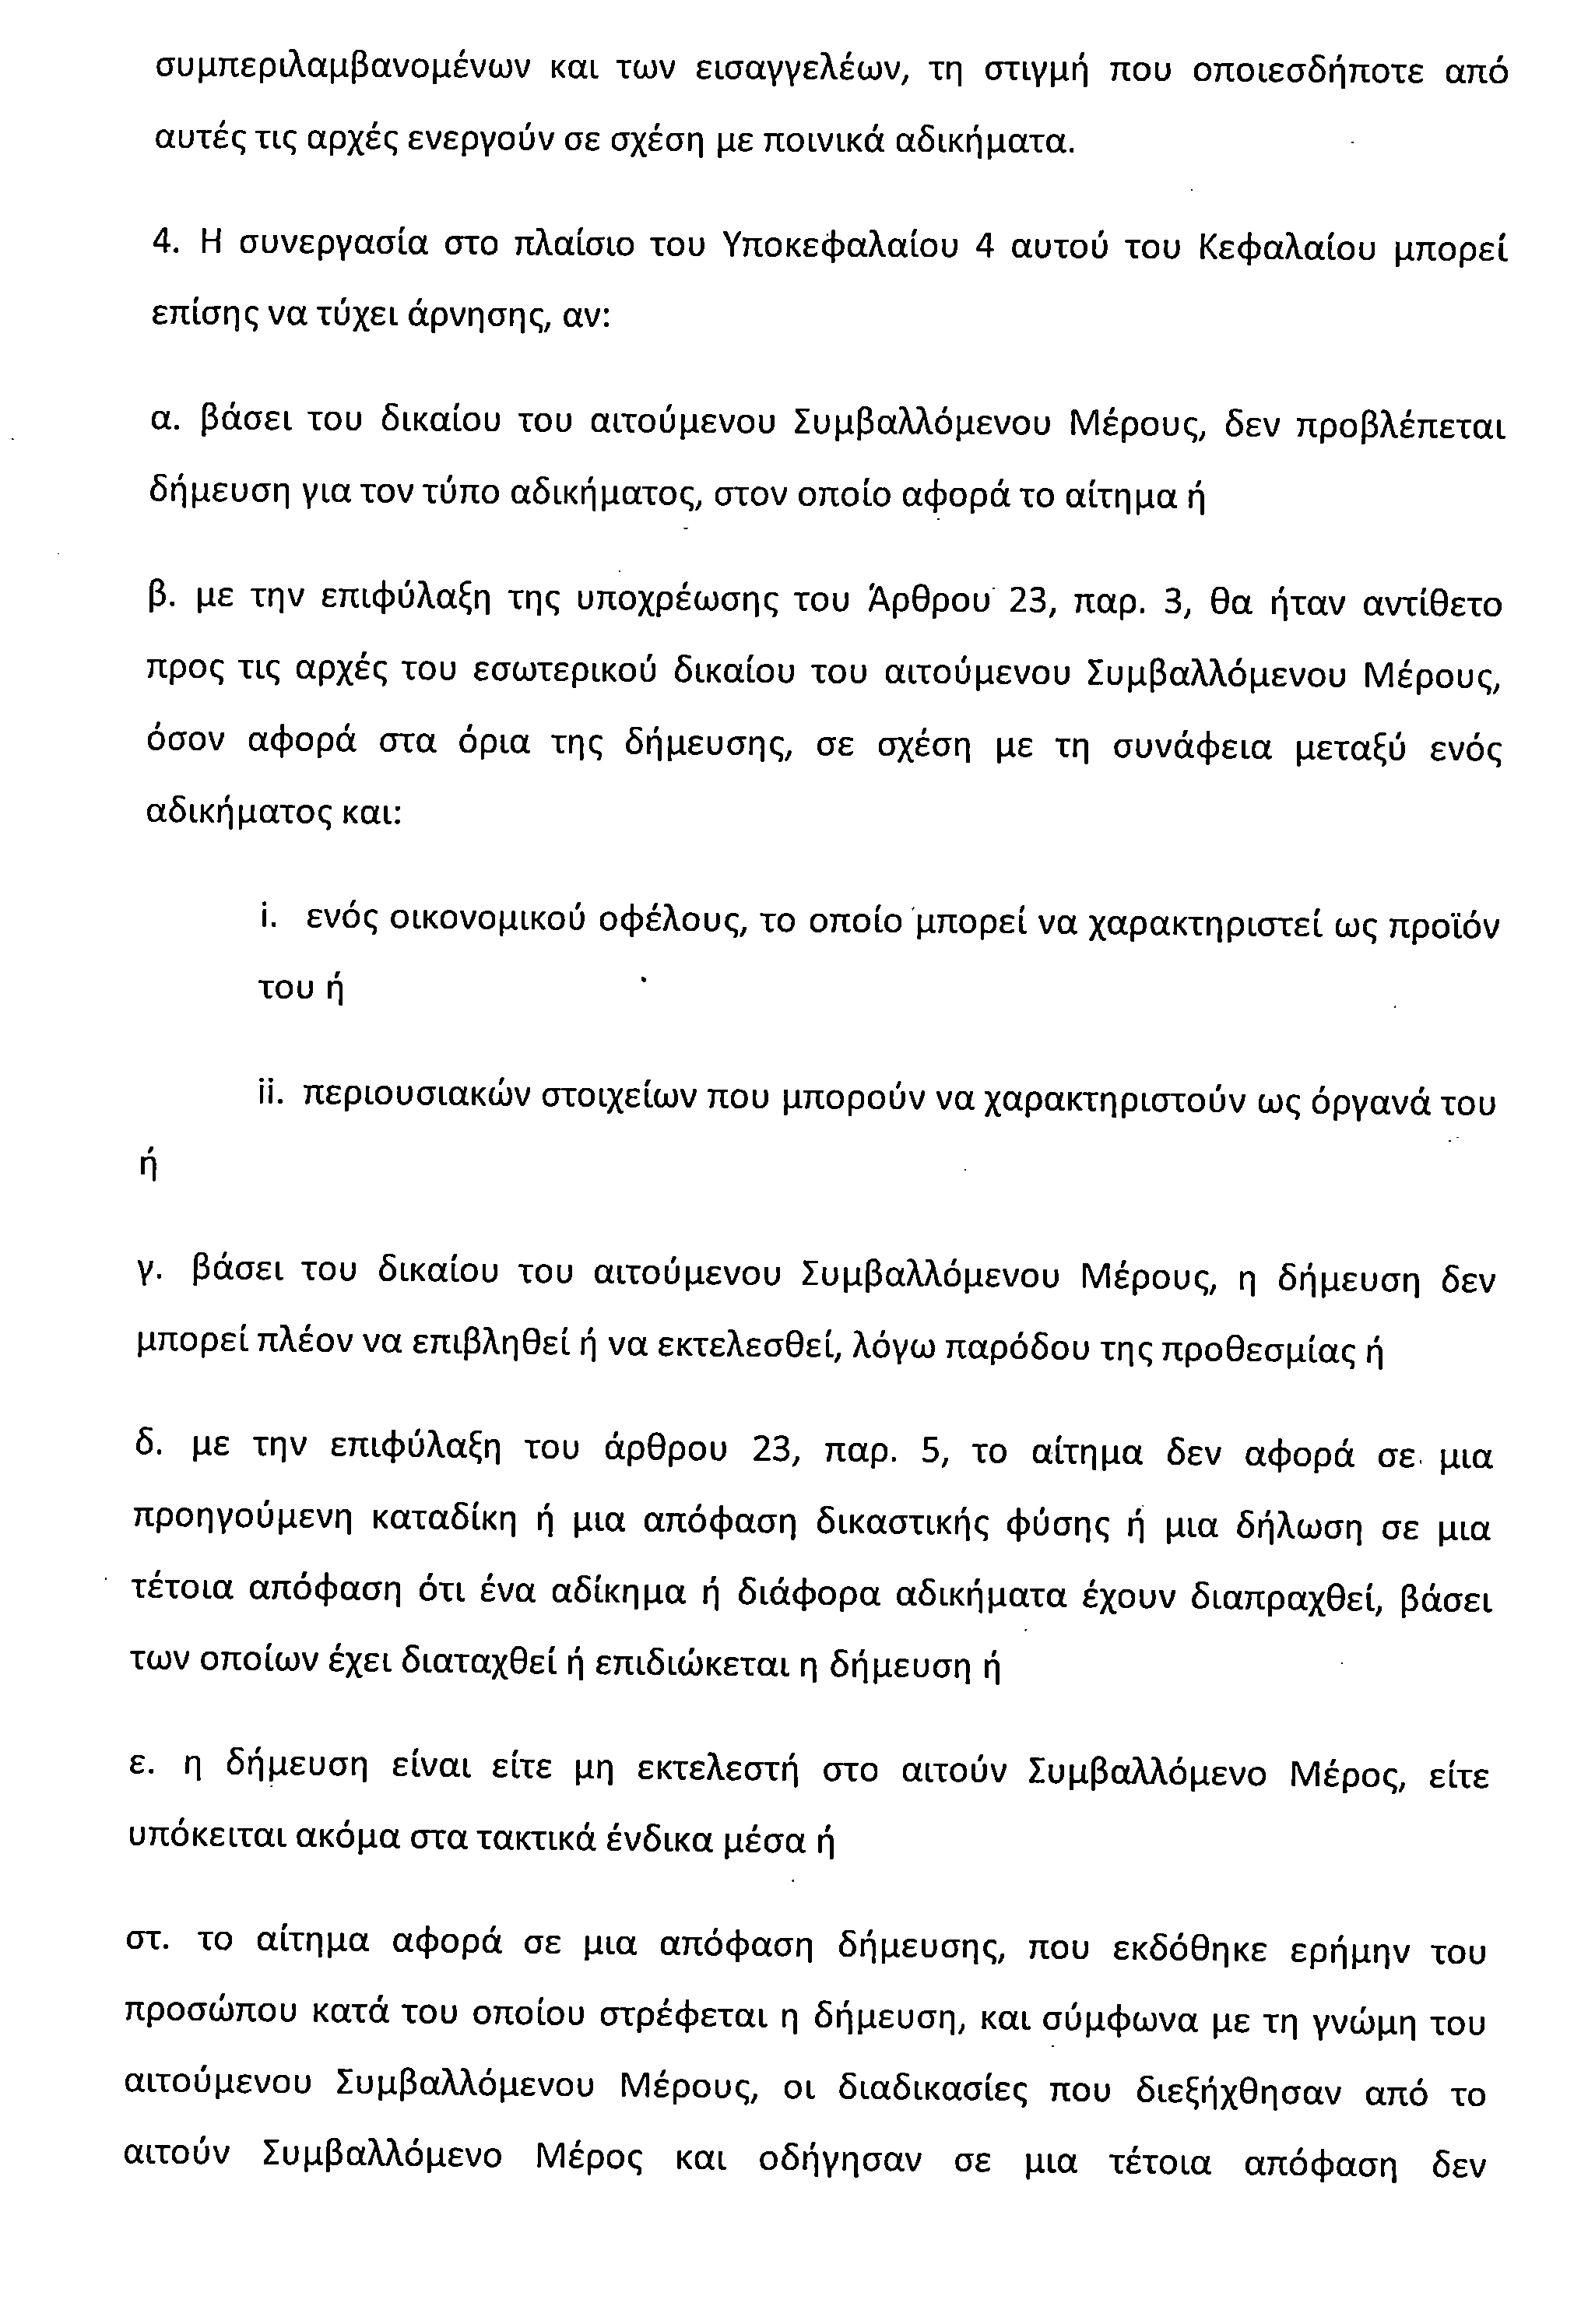 συμπεριλαμβανομένων και των εισαγγελέων, τη στιγμή που οποιεσδήποτε από
αυτές τις αρχές ενεργούν σε σχέση με ποινικά αδικήματα.
4. Η συνεργασία στο πλαίσιο του Υποκεφαλαίου 4 αυτού του Κεφαλαίου μπορεί
επίσης να τύχει άρνησης, αν:
α. βάσει του δικαίου του αιτούμενου Συμβαλλόμενου Μέρους, δεν προβλέπεται
δήμευση για τον τύπο αδικήματος, στον οποίο αφορά το αίτημα ή
β. με την επιφύλαξη της υποχρέωσης του Άρθρου 23, παρ. 3, θα ήταν αντίθετο
προς τις αρχές του εσωτερικού δικαίου του αιτούμενου Συμβαλλόμενου Μέρους,
όσον αφορά στα όρια της δήμευσης, σε σχέση με τη συνάφεια μεταξύ ενός
αδικήματος και:
i. ενός οικονομικού οφέλους, το οποίο μπορεί να χαρακτηριστεί ως προϊόν
του ή
ii. περιουσιακών στοιχείων που μπορούν να χαρακτηριστούν ως όργανά του
ή
γ. βάσει του δικαίου του αιτούμενου Συμβαλλόμενου Μέρους, η δήμευση δεν
μπορεί πλέον να επιβληθεί ή να εκτελεσθεί, λόγω παρόδου της προθεσμίας ή
δ. με την επιφύλαξη του άρθρου 23, παρ. 5, το αίτημα δεν αφορά σε μια
προηγούμενη καταδίκη ή μια απόφαση δικαστικής φύσης ή μια δήλωση σε μια
τέτοια απόφαση ότι ένα αδίκημα ή διάφορα αδικήματα έχουν διαπραχθεί, βάσει
των οποίων έχει διαταχθεί ή επιδιώκεται η δήμευση ή
ε. η δήμευση είναι είτε μη εκτελεστή στο αιτούν Συμβαλλόμενο Μέρος, είτε
υπόκειται ακόμα στα τακτικά ένδικα μέσα ή
στ. το αίτημα αφορά σε μια απόφαση δήμευσης, που εκδόθηκε ερήμην του
προσώπου κατά του οποίου στρέφεται η δήμευση, και σύμφωνα με τη γνώμη του
αιτούμενου Συμβαλλόμενου Μέρους, οι διαδικασίες που διεξήχθησαν από το
αιτούν Συμβαλλόμενο Μέρος και οδήγησαν σε μια τέτοια απόφαση δεν